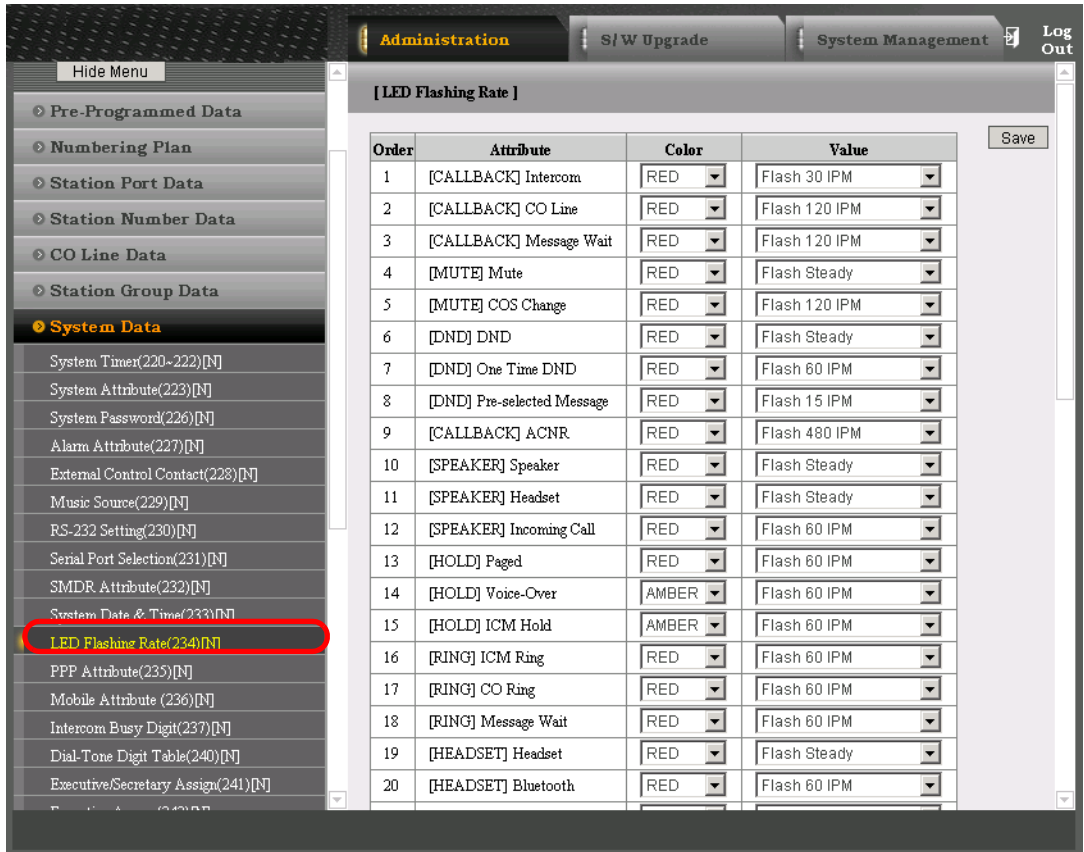 Administration
S/W Upgrade
System Management
Log Out
Hide Menu
Pre-Programmed Data
Numbering Plan
Station Port Data
Station Number Data
CO Line Data
Station Group Data
System Data
System Timer(220~222)[N]
System Attribute(223)[N]
System Password(226)[N]
Alarm Attribute(227)[N]
External Control Contact(228)[N]
Music Source(229)[N]
RS-232 Setting(230)[N]
Serial Port Selection(231)[N]
SMDR Attribute(232)[N]
System Date & Time(233)[N]
LED Flashing Rate(234)[N]
PPP Attribute(235)[N]
Mobile Attribute (236)[N]
Intercom Busy Digit(237)[N]
Dial-Tone Digit Table(240)[N]
Executive/Secretary Assign(241)[N]
[ LED Flashing Rate ]
Save
Order Attribute Color Value
1 [CALLBACK] Intercom RED Flash 30 IPM
2 [CALLBACK] CO Line RED Flash 120 IPM
3 [CALLBACK] Message Wait RED Flash 120 IPM
4 [MUTE] Mute RED Flash Steady
5 [MUTE] COS Change RED Flash 120 IPM
6 [DND] DND RED Flash Steady
7 [DND] One Time DND RED Flash 60 IPM
8 [DND] Pre-selected Message RED Flash 15 IPM
9 [CALLBACK] ACNR RED Flash 480 IPM
10 [SPEAKER] Speaker RED Flash Steady
11 [SPEAKER] Headset RED Flash Steady
12 [SPEAKER] Incoming Call RED Flash 60 IPM
13 [HOLD] Paged RED Flash 60 IPM
14 [HOLD] Voice-Over AMBER Flash 60 IPM
15 [HOLD] ICM Hold AMBER Flash 60 IPM
16 [RING] ICM Ring RED Flash 60 IPM
17 [RING] CO Ring RED Flash 60 IPM
18 [RING] Message Wait RED Flash 60 IPM
19 [HEADSET] Headset RED Flash Steady
20 [HEADSET] Bluetooth RED Flash 60 IPM